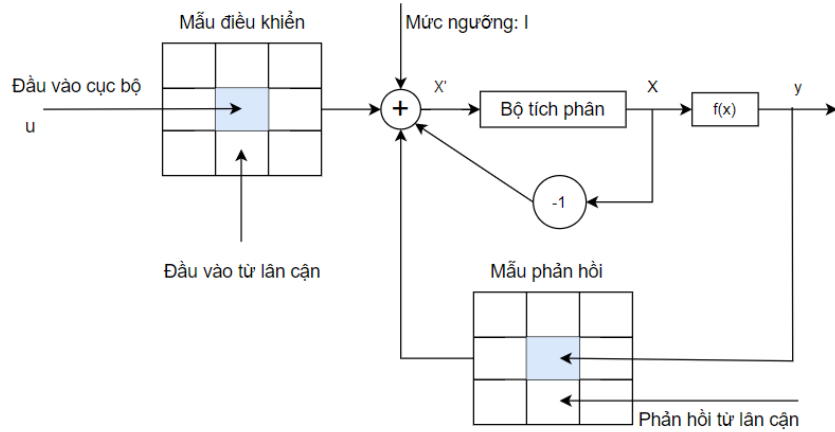 Mẫu điều khiển
Mức ngưỡng: I
Đầu vào cục bộ
u
+
X'
Bộ tích phân
X
f(x)
y
-1
Đầu vào từ lân cận
Mẫu phản hồi
Phản hồi từ lân cận